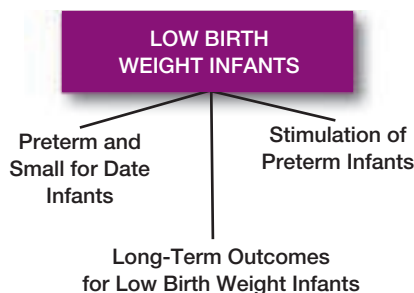 LOW BIRTH
WEIGHT INFANTS
Preterm and
Small for Date
Infants
Stimulation of
Preterm Infants
Long-Term Outcomes
for Low Birth Weight Infants